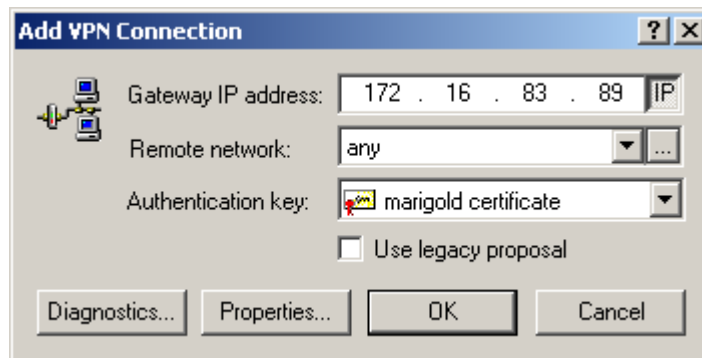 Add VPN Connection
Gateway IP address: 172 . 16 . 83 . 89 IP
Remote network: any ...
Authentication key: marigold certificate
Use legacy proposal
Diagnostics... Properties... OK Cancel